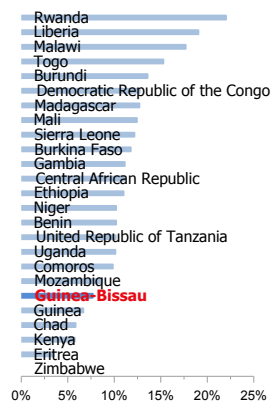 Rwanda
Liberia
Malawi
Togo
Burundi
Democratic Republic of the Congo
Madagascar
Mali
Sierra Leone
Burkina Faso
Gambia
Central African Republic
Ethiopia
Niger
Benin
United Republic of Tanzania
Uganda
Comoros
Mozambique
Guinea-Bissau
Guinea
Chad
Kenya
Eritrea
Zimbabwe
0% 5% 10% 15% 20% 25%